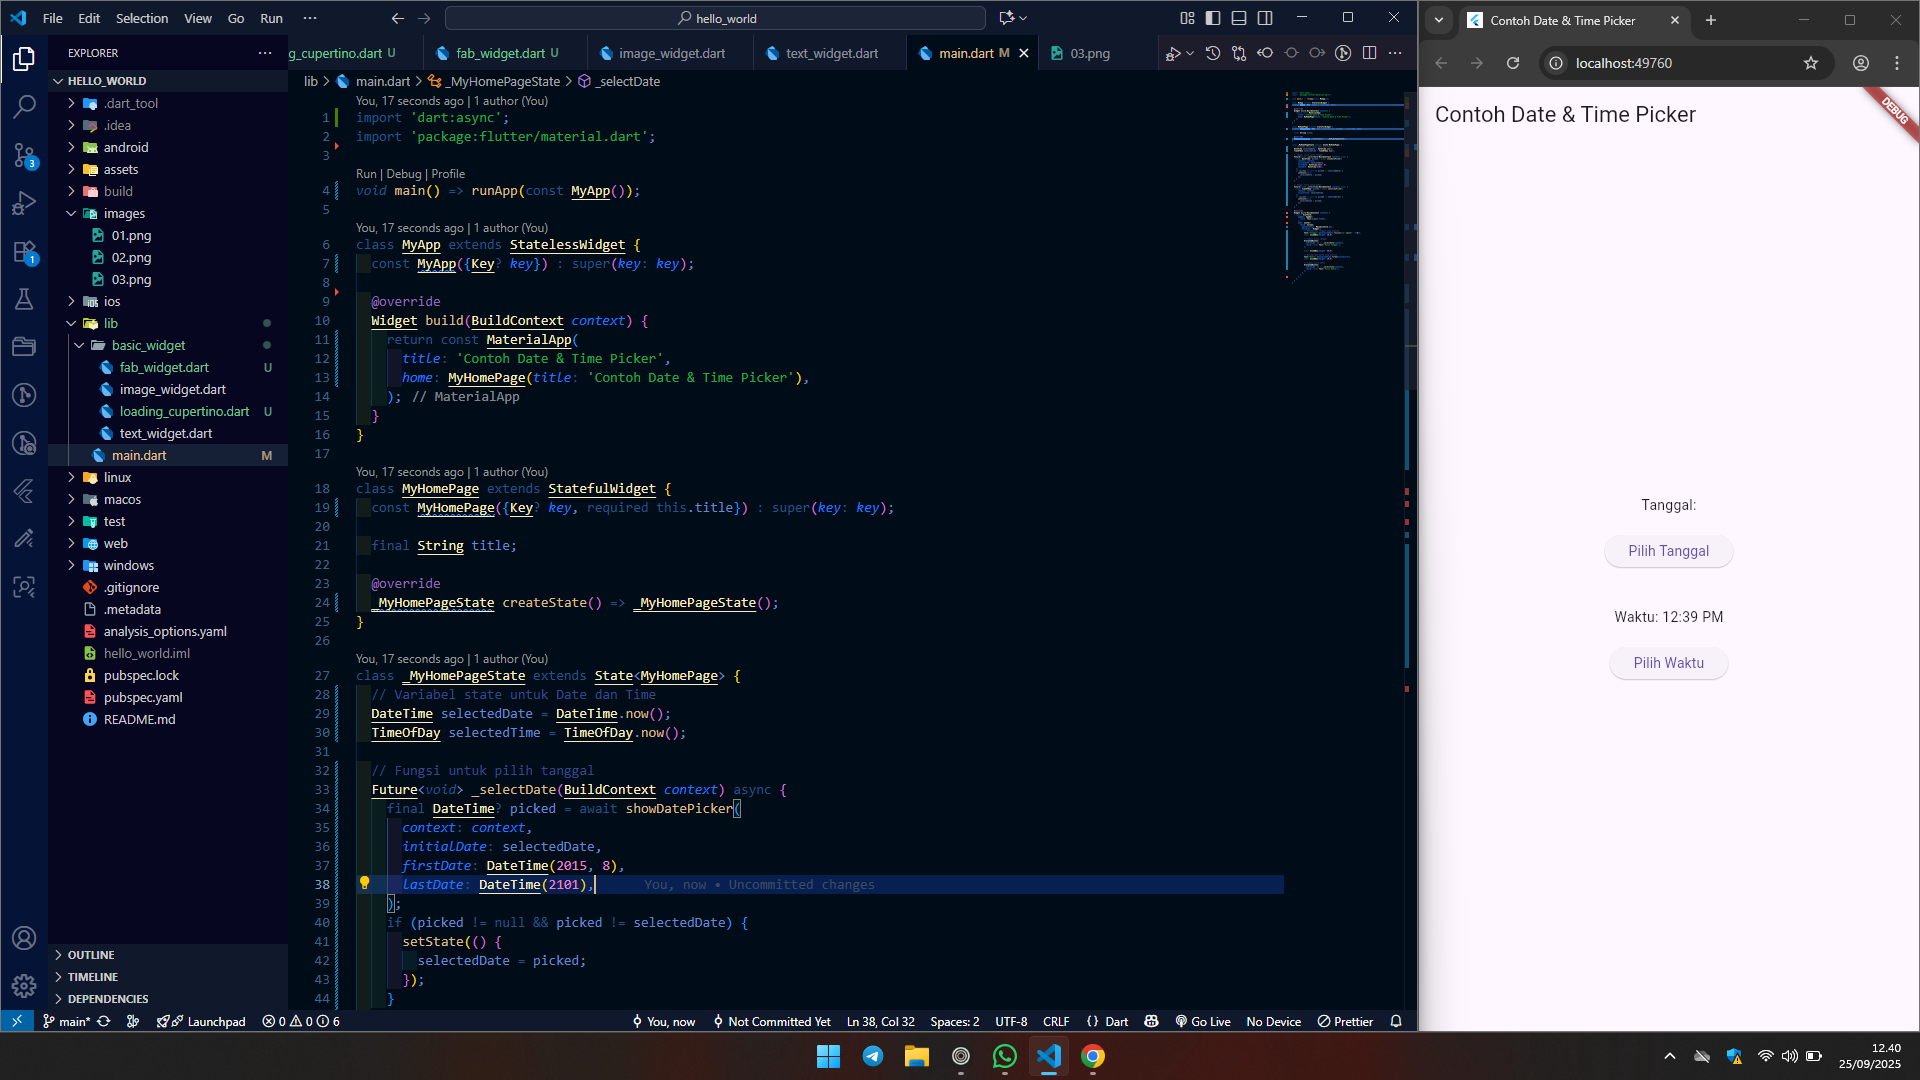 File Edit Selection View Go Run ···
hello_world
EXPLORER
HELLO_WORLD
.dart_tool
.idea
android
assets
build
images
01.png
02.png
03.png
ios
lib
basic_widget
fab_widget.dart U
image_widget.dart
loading_cupertino.dart U
text_widget.dart
main.dart M
linux
macos
test
web
windows
.gitignore
.metadata
analysis_options.yaml
hello_world.iml
pubspec.lock
pubspec.yaml
README.md
OUTLINE
TIMELINE
DEPENDENCIES
3
1
g_cupertino.dart U fab_widget.dart U image_widget.dart text_widget.dart main.dart M 03.png
lib > main.dart > _MyHomePageState > _selectDate
You, 17 seconds ago | 1 author (You)
1 import 'dart:async';
2 import 'package:flutter/material.dart';
3
Run | Debug | Profile
4 void main() => runApp(const MyApp());
5
You, 17 seconds ago | 1 author (You)
6 class MyApp extends StatelessWidget {
7 const MyApp({Key? key}) : super(key: key);
8
9 @override
10 Widget build(BuildContext context) {
11 return const MaterialApp(
12 title: 'Contoh Date & Time Picker',
13 home: MyHomePage(title: 'Contoh Date & Time Picker'),
14 ); // MaterialApp
15 }
16 }
17
You, 17 seconds ago | 1 author (You)
18 class MyHomePage extends StatefulWidget {
19 const MyHomePage({Key? key, required this.title}) : super(key: key);
20
21 final String title;
22
23 @override
24 _MyHomePageState createState() => _MyHomePageState();
25 }
26
You, 17 seconds ago | 1 author (You)
27 class _MyHomePageState extends State<MyHomePage> {
28 // Variabel state untuk Date dan Time
29 DateTime selectedDate = DateTime.now();
30 TimeOfDay selectedTime = TimeOfDay.now();
31
32 // Fungsi untuk pilih tanggal
33 Future<void> _selectDate(BuildContext context) async {
34 final DateTime? picked = await showDatePicker(
35 context: context,
36 initialDate: selectedDate,
37 firstDate: DateTime(2015, 8),
38 lastDate: DateTime(2101), You, now • Uncommitted changes
39 );
40 if (picked != null && picked != selectedDate) {
41 setState(() {
42 selectedDate = picked;
43 });
44 }
main* Launchpad 0 0 6 You, now Not Committed Yet Ln 38, Col 32 Spaces: 2 UTF-8 CRLF {} Dart Go Live No Device Prettier
Contoh Date & Time Picker
localhost:49760
Contoh Date & Time Picker
DEBUG
Tanggal:
Pilih Tanggal
Waktu: 12:39 PM
Pilih Waktu
12.40
25/09/2025